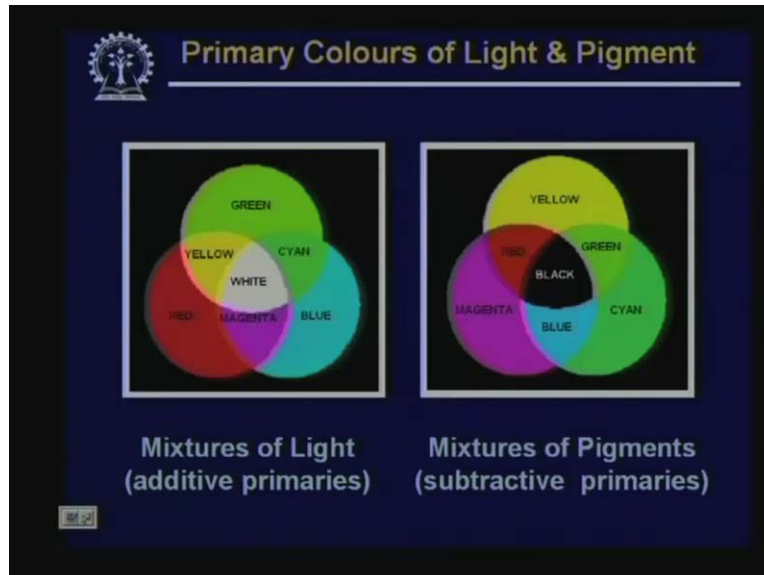 Primary Colours of Light & Pigment
GREEN
YELLOW
CYAN
WHITE
RED
MAGENTA
BLUE
YELLOW
RED
GREEN
BLACK
MAGENTA
CYAN
BLUE
Mixtures of Light
(additive primaries)
Mixtures of Pigments
(subtractive primaries)